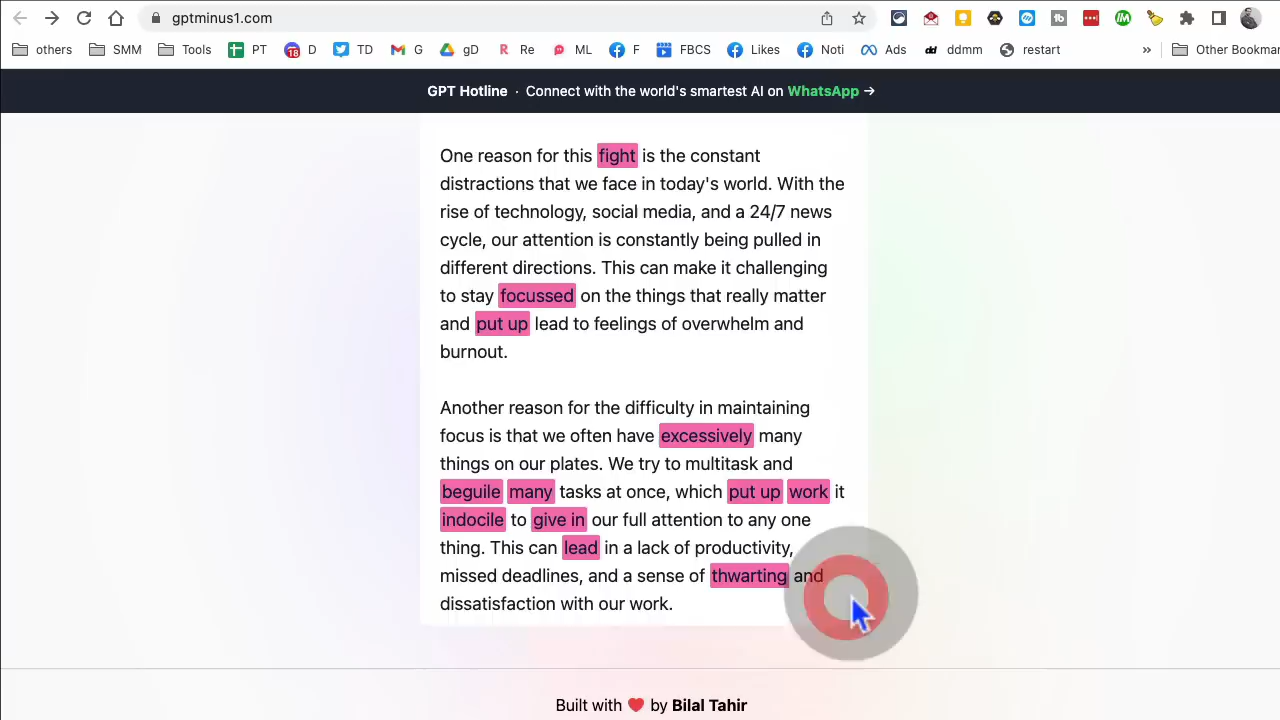 gptminus1.com
others SMM Tools PT D TD G gD Re ML F FBCS Likes Noti Ads ddmm restart » Other Bookmar
GPT Hotline · Connect with the world's smartest AI on WhatsApp →
One reason for this fight is the constant
distractions that we face in today's world. With the
rise of technology, social media, and a 24/7 news
cycle, our attention is constantly being pulled in
different directions. This can make it challenging
to stay focussed on the things that really matter
and put up lead to feelings of overwhelm and
burnout.
Another reason for the difficulty in maintaining
focus is that we often have excessively many
things on our plates. We try to multitask and
beguile many tasks at once, which put up work it
indocile to give in our full attention to any one
thing. This can lead in a lack of productivity,
missed deadlines, and a sense of thwarting and
dissatisfaction with our work.
Built with ❤️ by Bilal Tahir